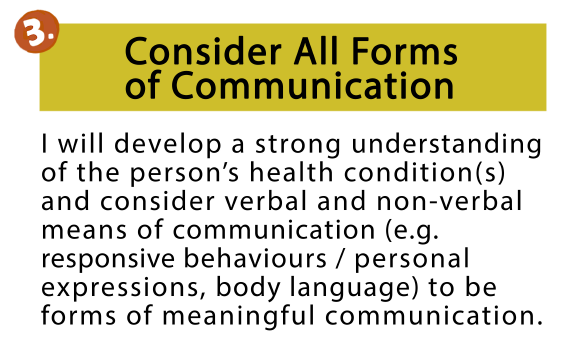 3.
Consider All Forms
of Communication
I will develop a strong understanding
of the person’s health condition(s)
and consider verbal and non-verbal
means of communication (e.g.
responsive behaviours / personal
expressions, body language) to be
forms of meaningful communication.